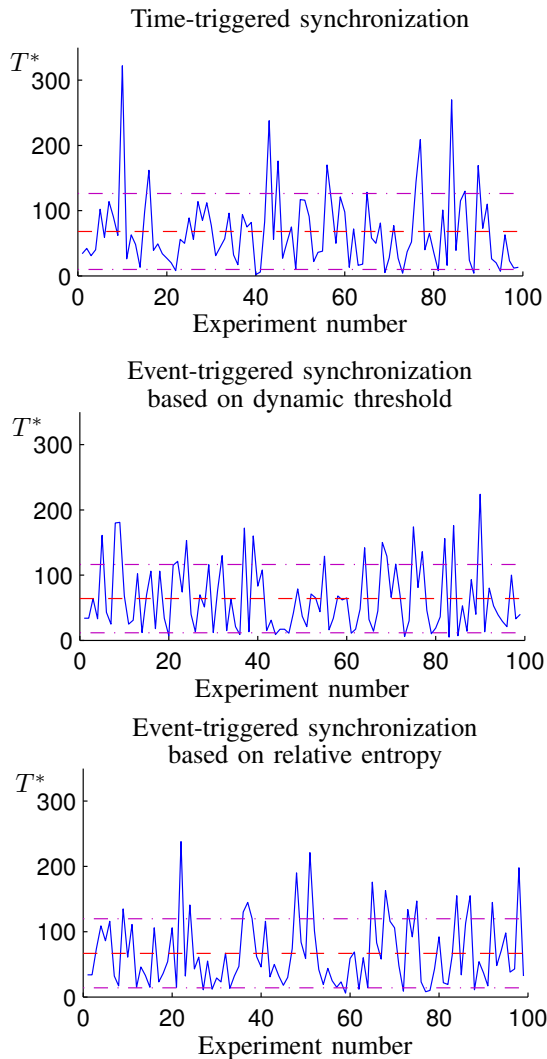 Time-triggered synchronization
T*
300
200
100
0
0 20 40 60 80 100
Experiment number
Event-triggered synchronization
based on dynamic threshold
T*
300
200
100
0
0 20 40 60 80 100
Experiment number
Event-triggered synchronization
based on relative entropy
T*
300
200
100
0
0 20 40 60 80 100
Experiment number